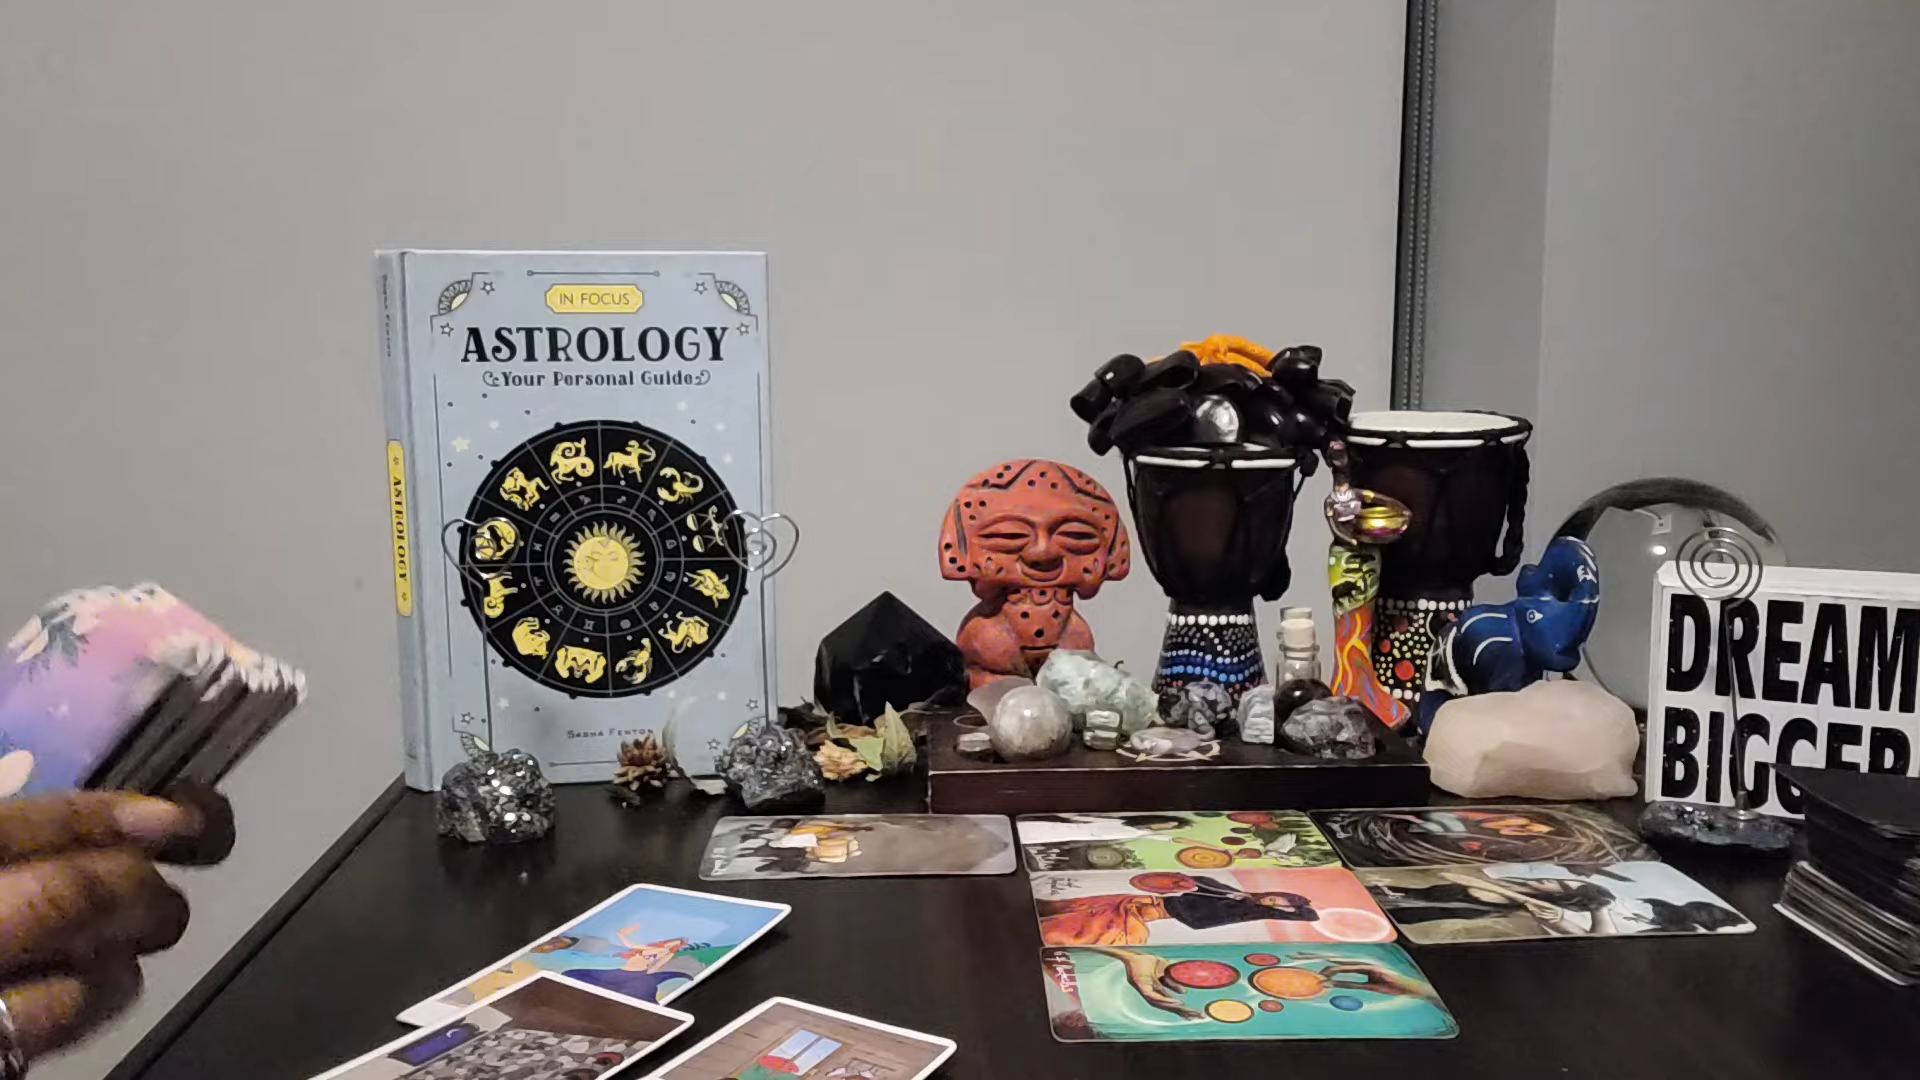 IN FOCUS
ASTROLOGY
Your Personal Guide
SASHA FENTON
ASTROLOGY
DREAM
BIGGER